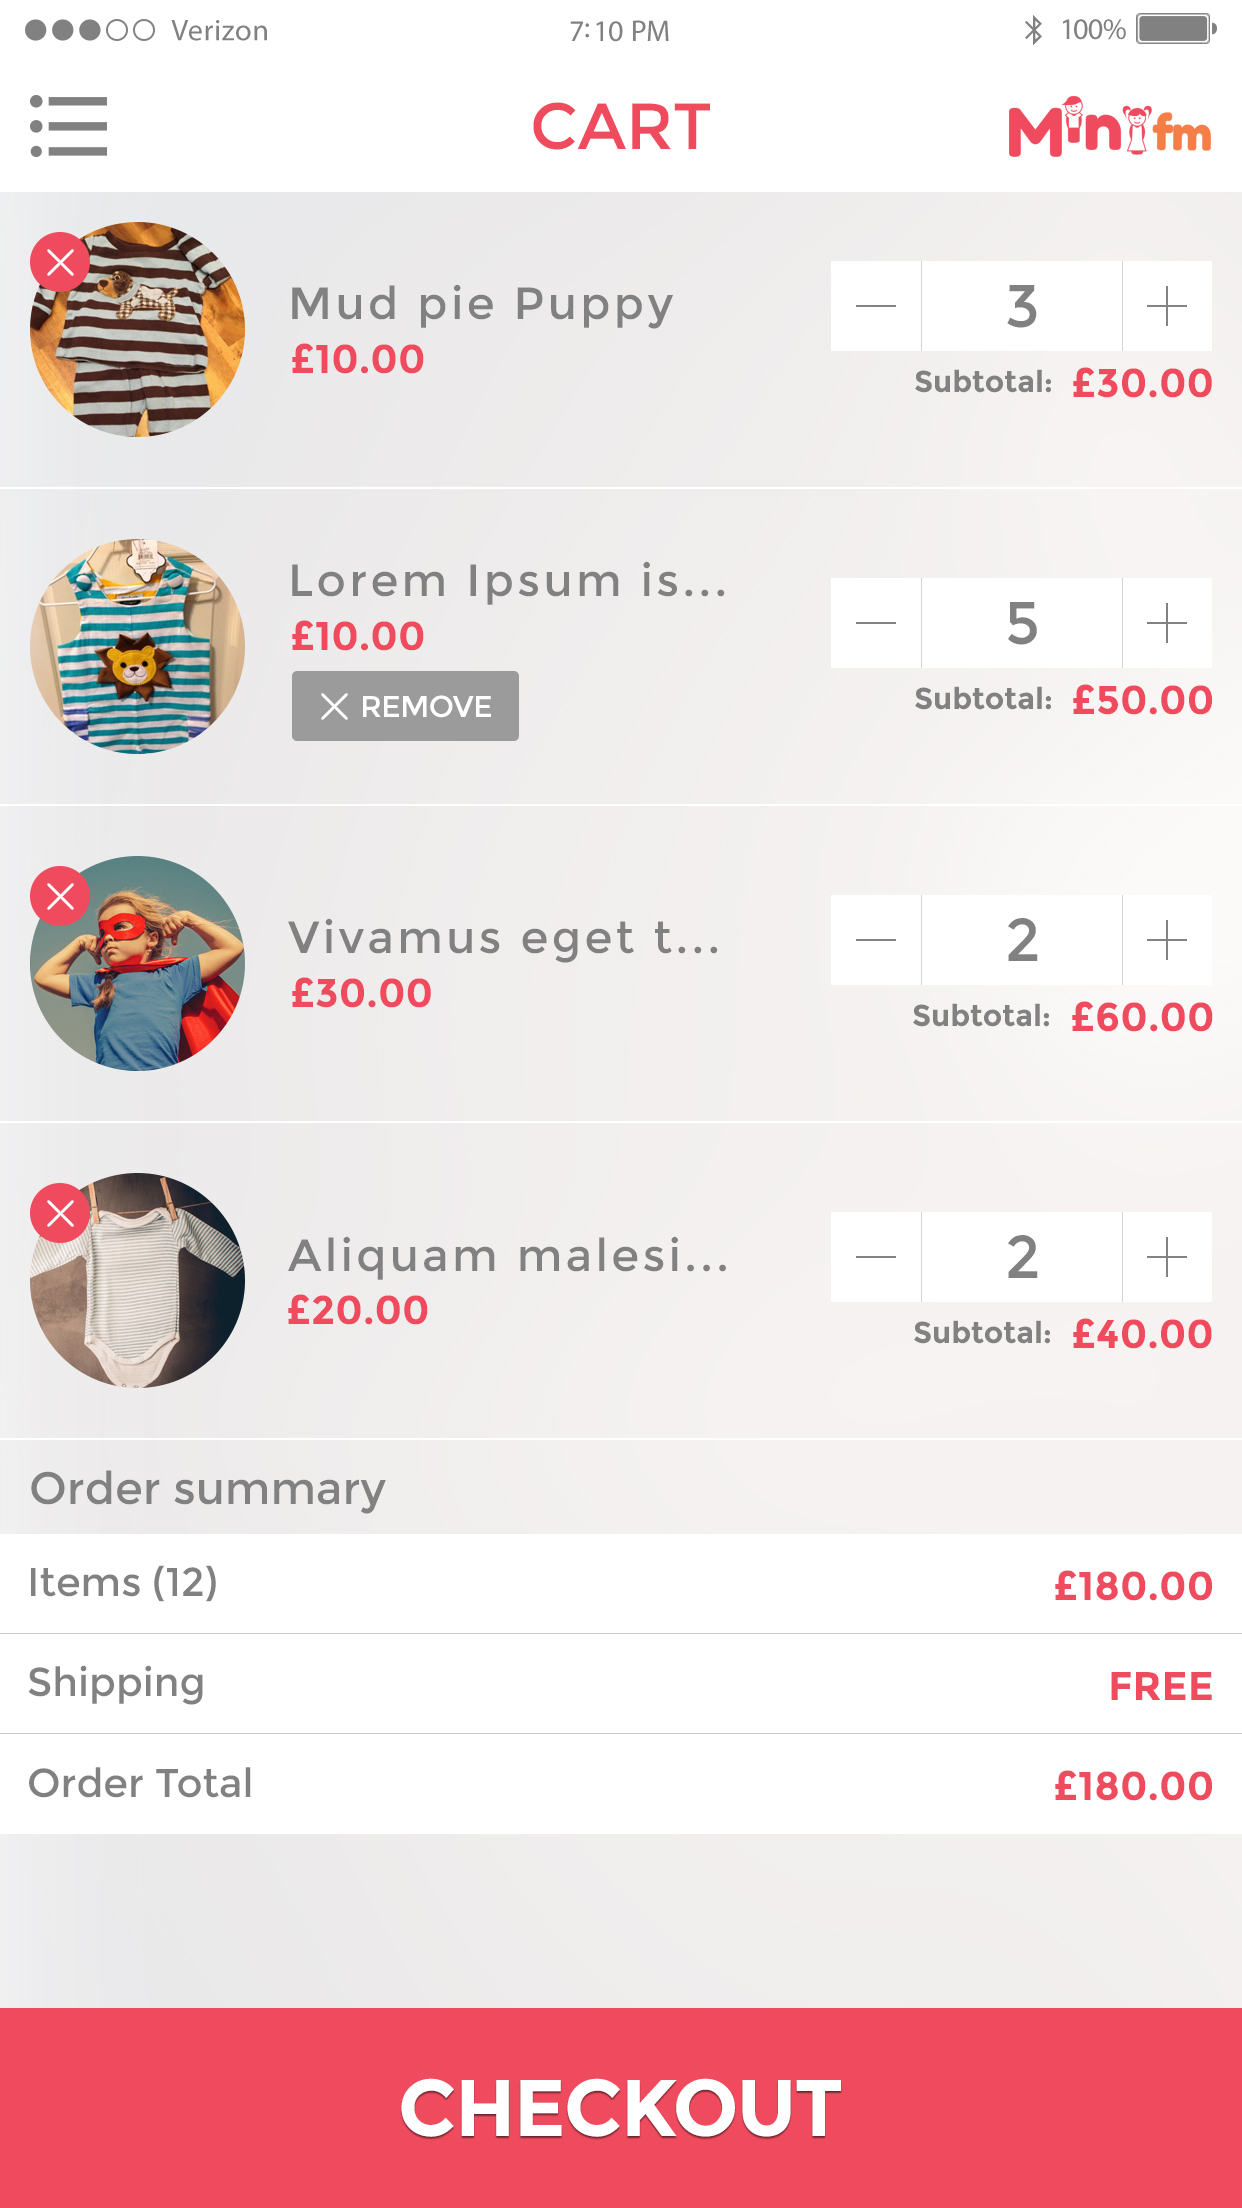 Verizon 7:10 PM 100%
CART
Mini fm
Mud pie Puppy
£10.00
3
Subtotal: £30.00
Lorem Ipsum is...
£10.00
REMOVE
5
Subtotal: £50.00
Vivamus eget t...
£30.00
2
Subtotal: £60.00
Aliquam malesi...
£20.00
2
Subtotal: £40.00
Order summary
Items (12) £180.00
Shipping FREE
Order Total £180.00
CHECKOUT